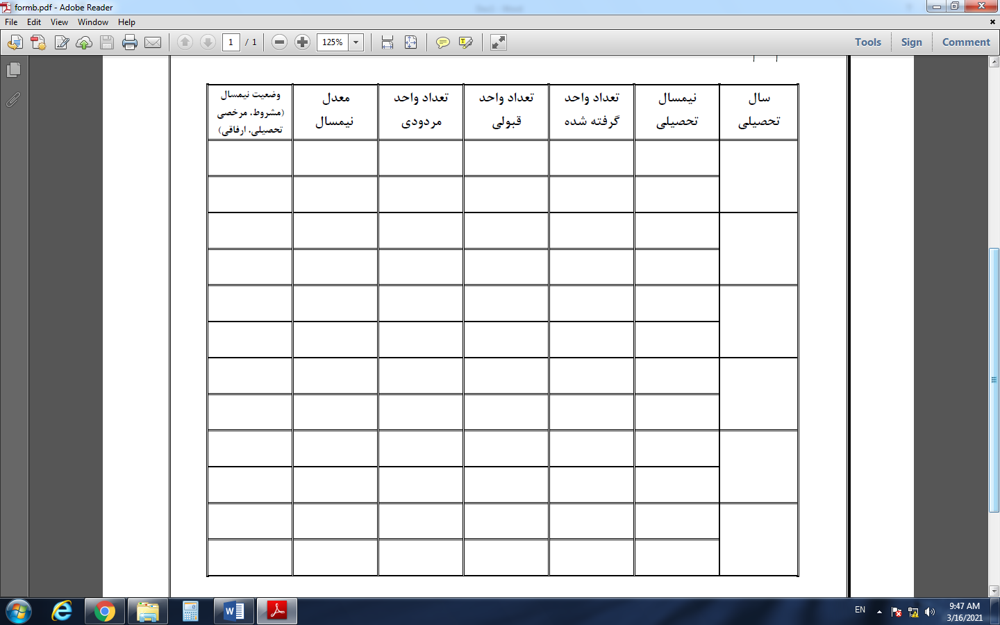 formb.pdf - Adobe Reader
File Edit View Window Help
1 / 1 125% Tools Sign Comment
سال تحصیلی
نیمسال تحصیلی
تعداد واحد گرفته شده
تعداد واحد قبولی
تعداد واحد مردودی
معدل نیمسال
وضعیت نیمسال
(مشروط، مرخصی
تحصیلی، ارفاقی)
EN
9:47 AM
3/16/2021